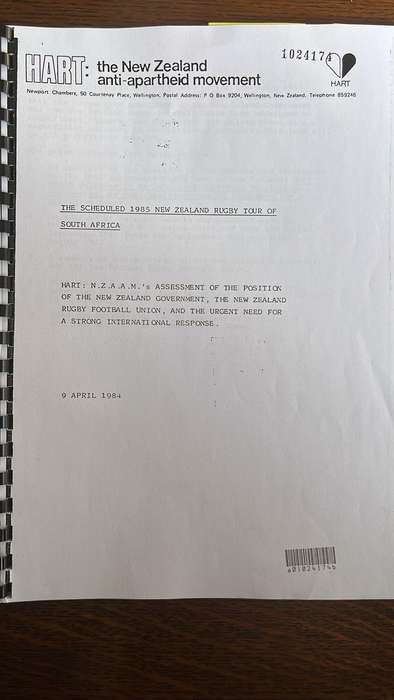 HART: the New Zealand
anti-apartheid movement
1024174
HART
Newport Chambers, 50 Courtenay Place, Wellington, Postal Address: P O Box 9204, Wellington, New Zealand. Telephone 859246
THE SCHEDULED 1985 NEW ZEALAND RUGBY TOUR OF
SOUTH AFRICA
HART: N.Z.A.A.M.'s ASSESSMENT OF THE POSITION
OF THE NEW ZEALAND GOVERNMENT, THE NEW ZEALAND
RUGBY FOOTBALL UNION, AND THE URGENT NEED FOR
A STRONG INTERNATIONAL RESPONSE.
9 APRIL 1984